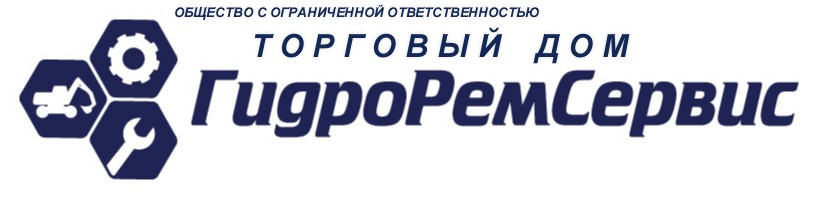 ОБЩЕСТВО С ОГРАНИЧЕННОЙ ОТВЕТСТВЕННОСТЬЮ
ТОРГОВЫЙ ДОМ
ГидроРемСервис